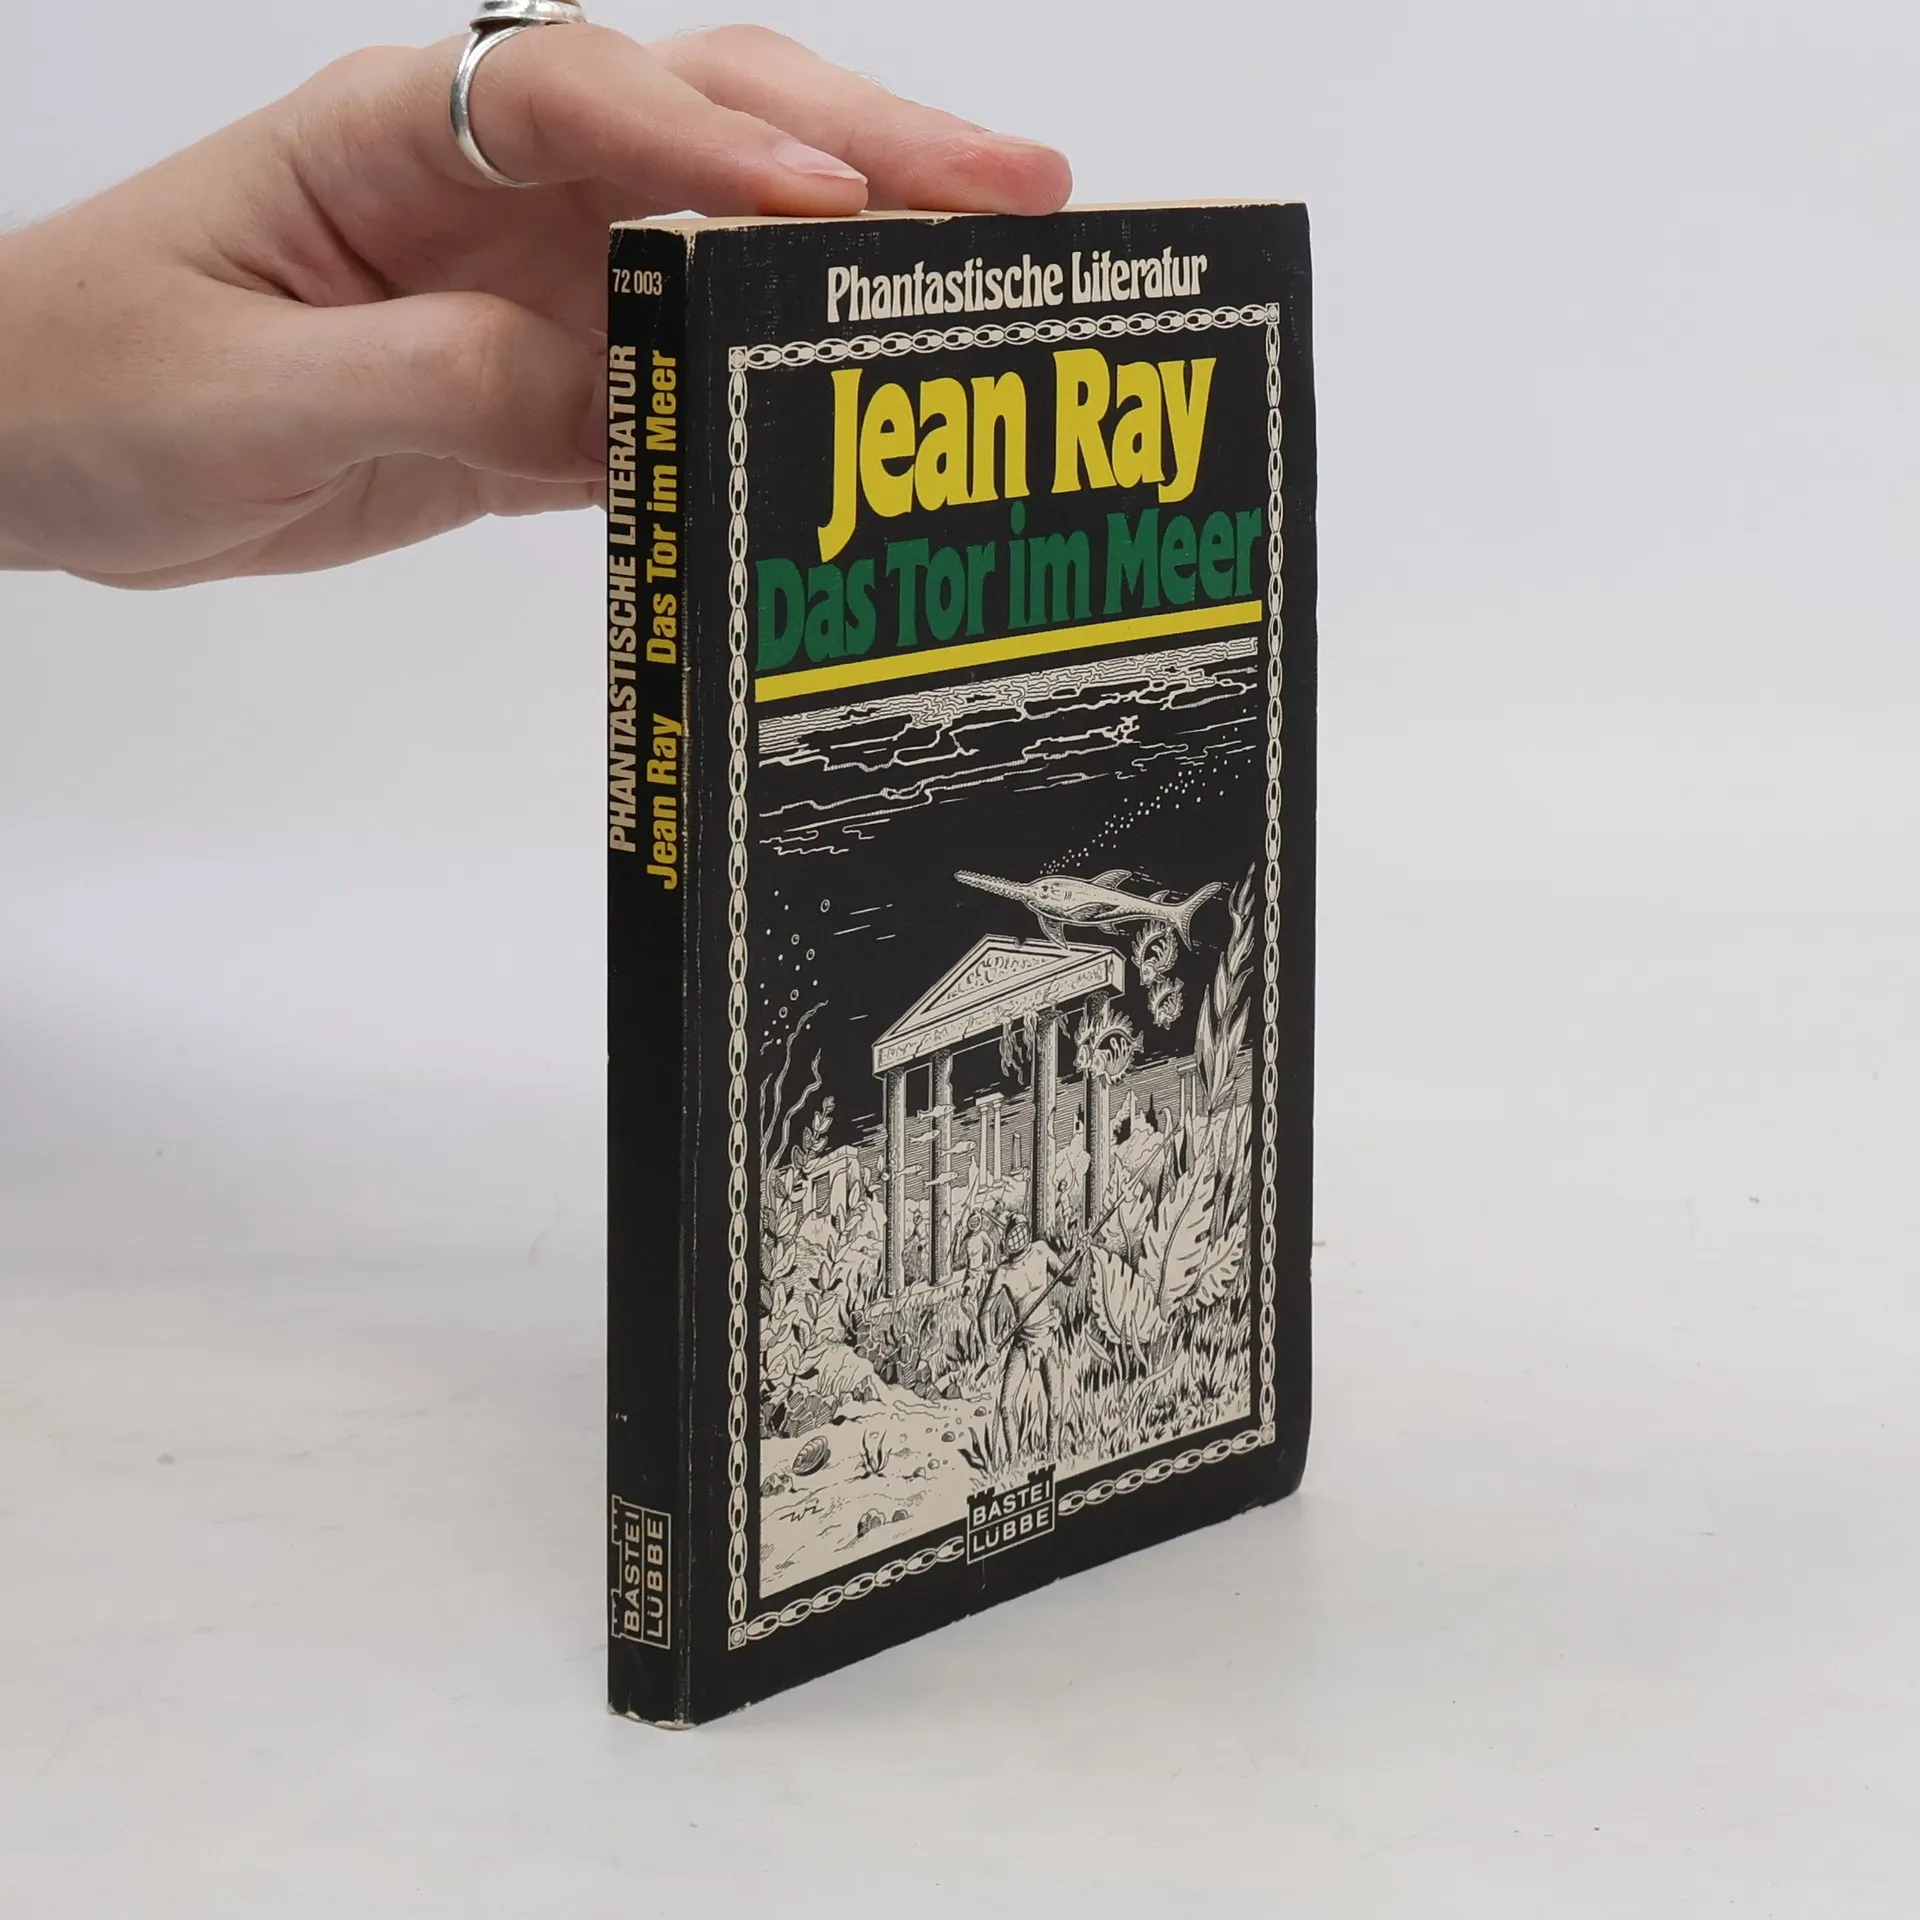 72 003
PHANTASTISCHE LITERATUR
Jean Ray Das Tor im Meer
BASTEI
LÜBBE
Phantastische Literatur
Jean Ray
Das Tor im Meer
BASTEI
LÜBBE